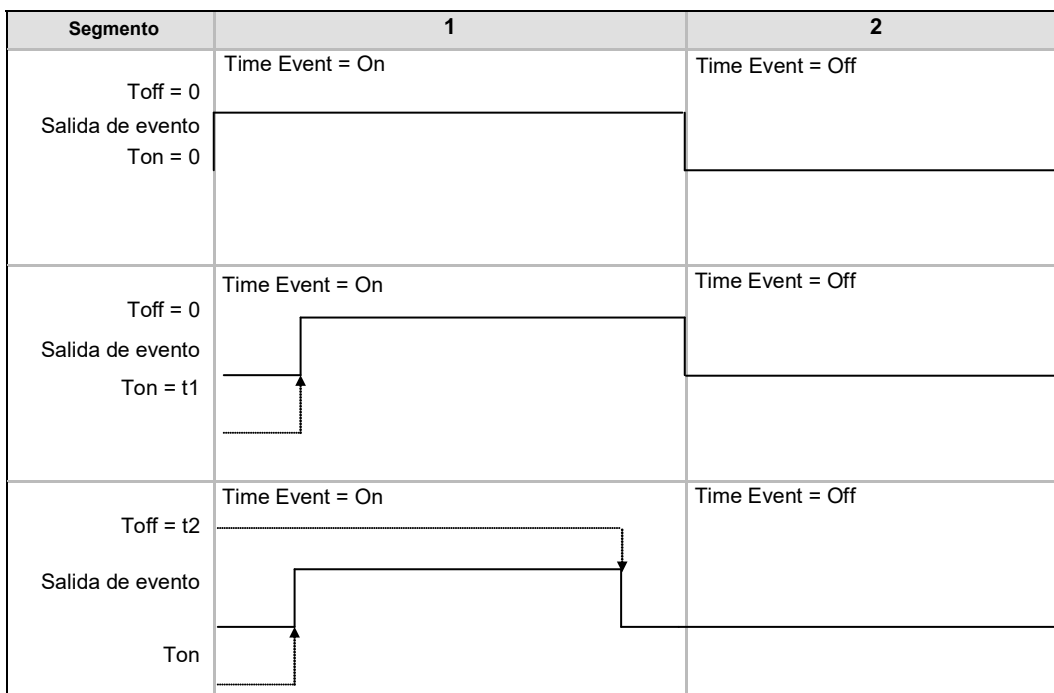 Segmento 1 2
Time Event = On Time Event = Off
Toff = 0
Salida de evento
Ton = 0
Time Event = On Time Event = Off
Toff = 0
Salida de evento
Ton = t1
Time Event = On Time Event = Off
Toff = t2
Salida de evento
Ton